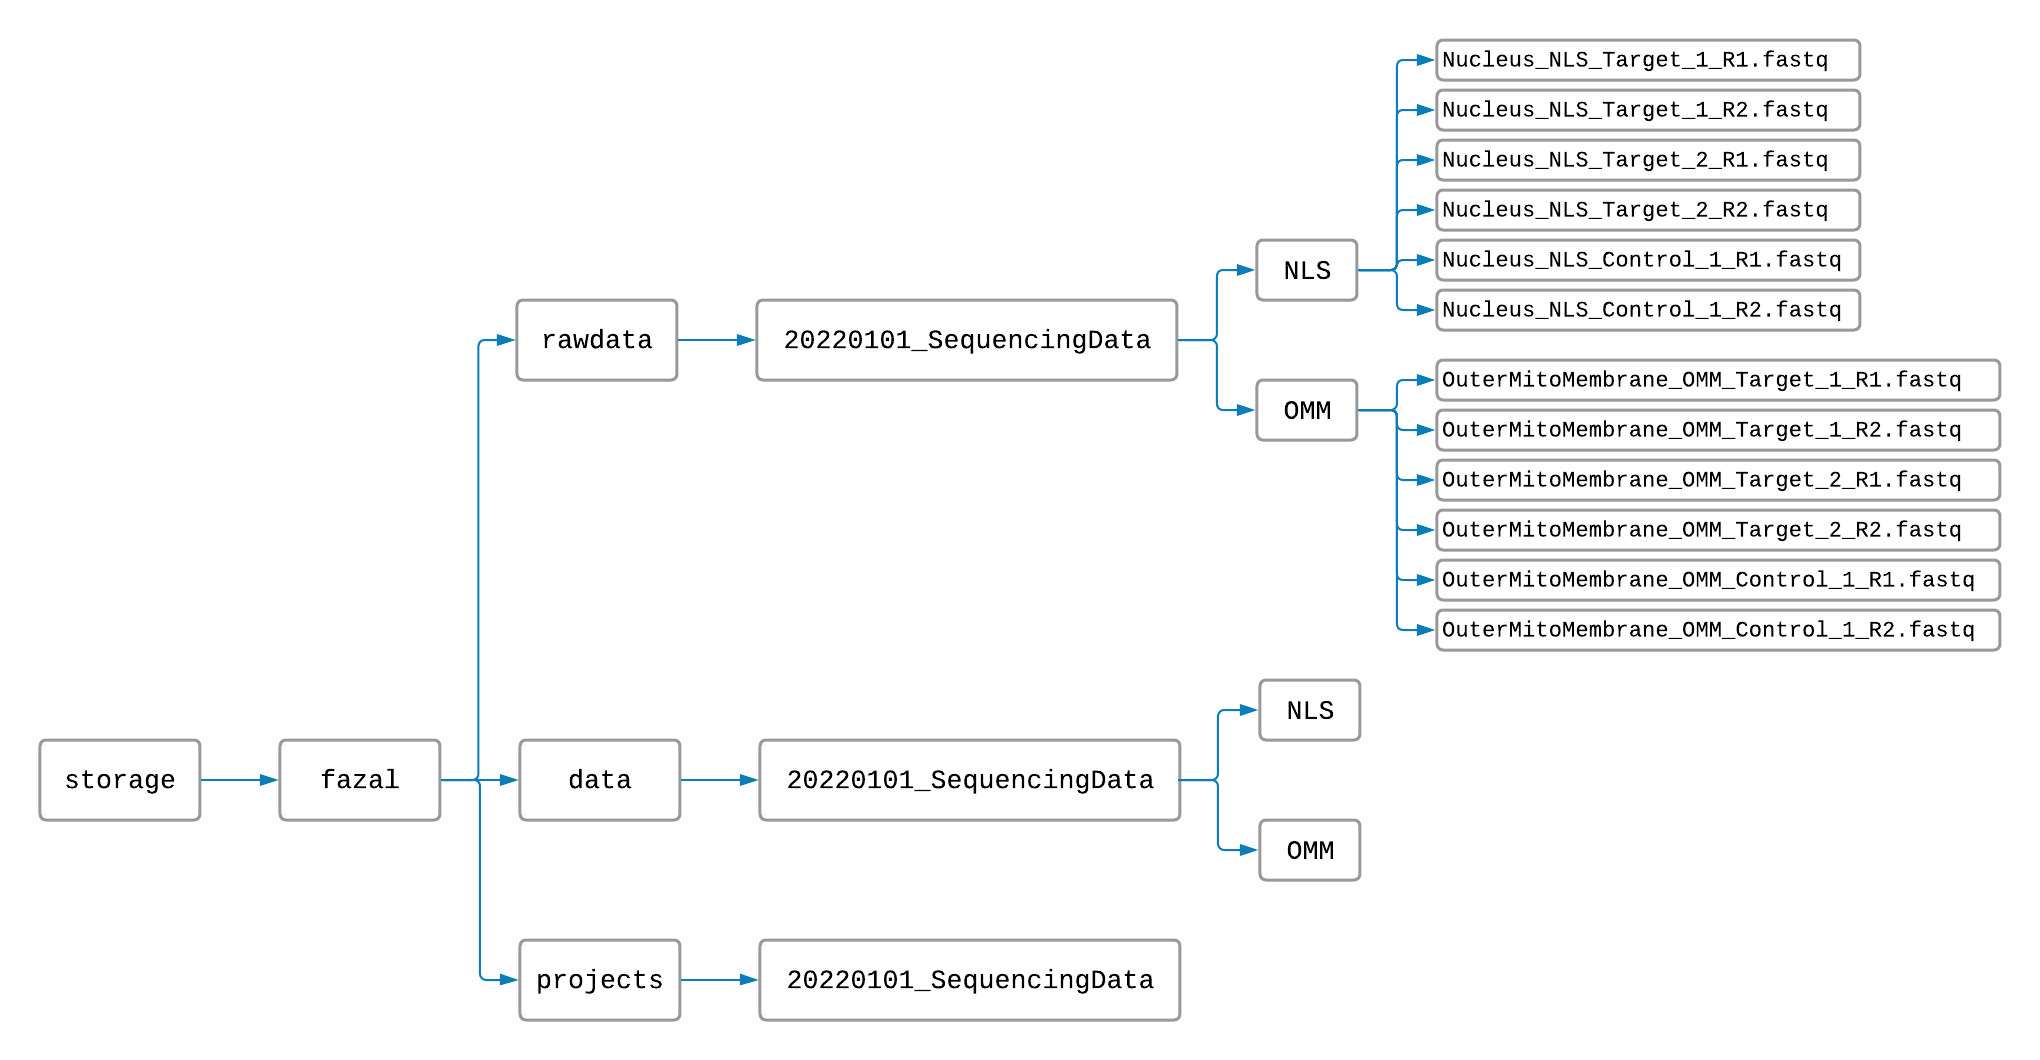 Nucleus_NLS_Target_1_R1.fastq
Nucleus_NLS_Target_1_R2.fastq
Nucleus_NLS_Target_2_R1.fastq
Nucleus_NLS_Target_2_R2.fastq
NLS
Nucleus_NLS_Control_1_R1.fastq
Nucleus_NLS_Control_1_R2.fastq
rawdata
20220101_SequencingData
OMM
OuterMitoMembrane_OMM_Target_1_R1.fastq
OuterMitoMembrane_OMM_Target_1_R2.fastq
OuterMitoMembrane_OMM_Target_2_R1.fastq
OuterMitoMembrane_OMM_Target_2_R2.fastq
OuterMitoMembrane_OMM_Control_1_R1.fastq
OuterMitoMembrane_OMM_Control_1_R2.fastq
NLS
storage
fazal
data
20220101_SequencingData
OMM
projects
20220101_SequencingData